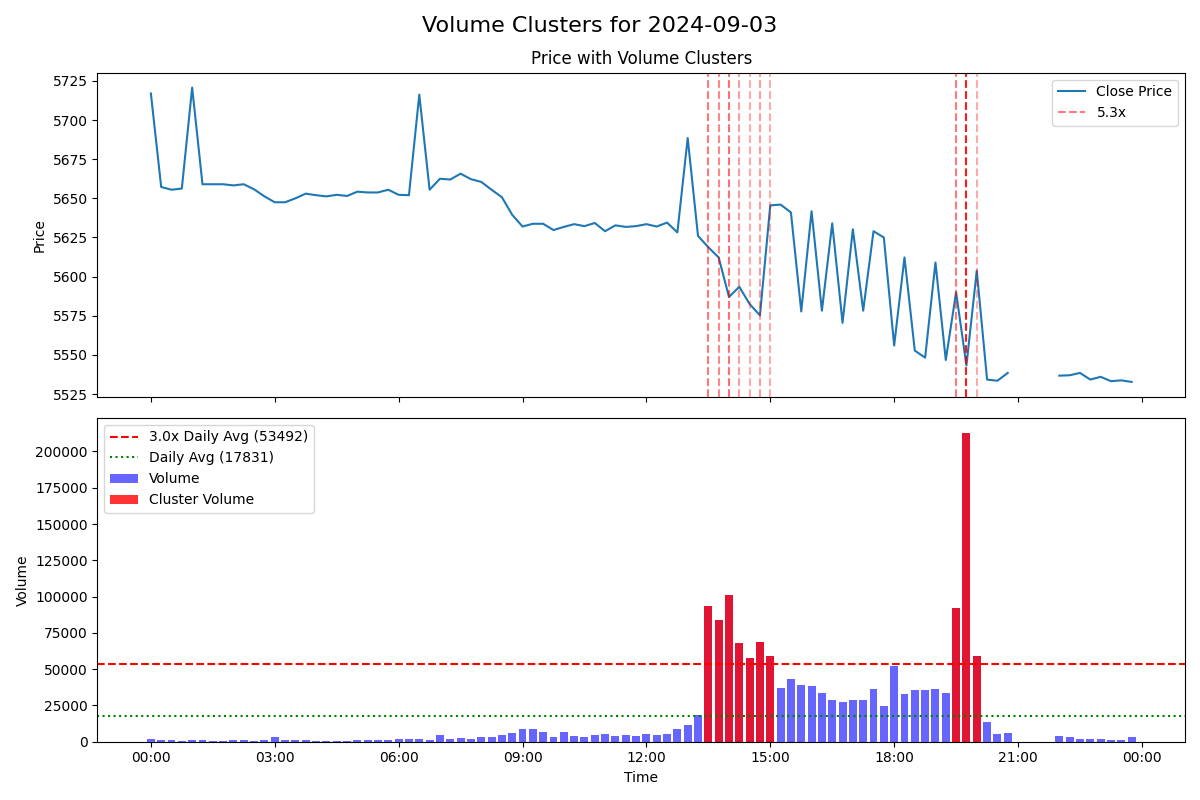 Volume Clusters for 2024-09-03
Price with Volume Clusters
5725
5700
5675
5650
5625
5600
5575
5550
5525
Price
Close Price
5.3x
3.0x Daily Avg (53492)
Daily Avg (17831)
Volume
Cluster Volume
200000
175000
150000
125000
100000
75000
50000
25000
0
Volume
00:00 03:00 06:00 09:00 12:00 15:00 18:00 21:00 00:00
Time